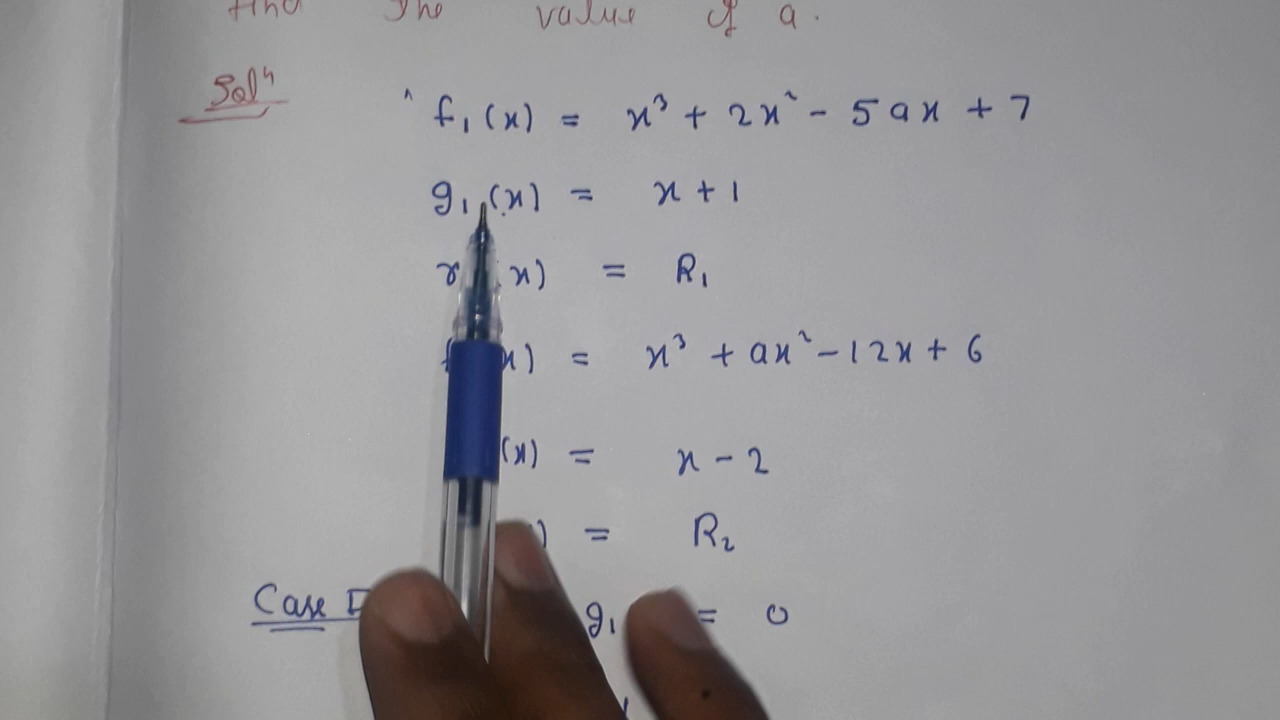 find the value of a.
Solⁿ
f₁(x) = x³ + 2x² - 5ax + 7
g₁(x) = x + 1
r (x) = R₁
f (x) = x³ + ax² - 12x + 6
(x) = x - 2
) = R₂
Case I g₁ = 0